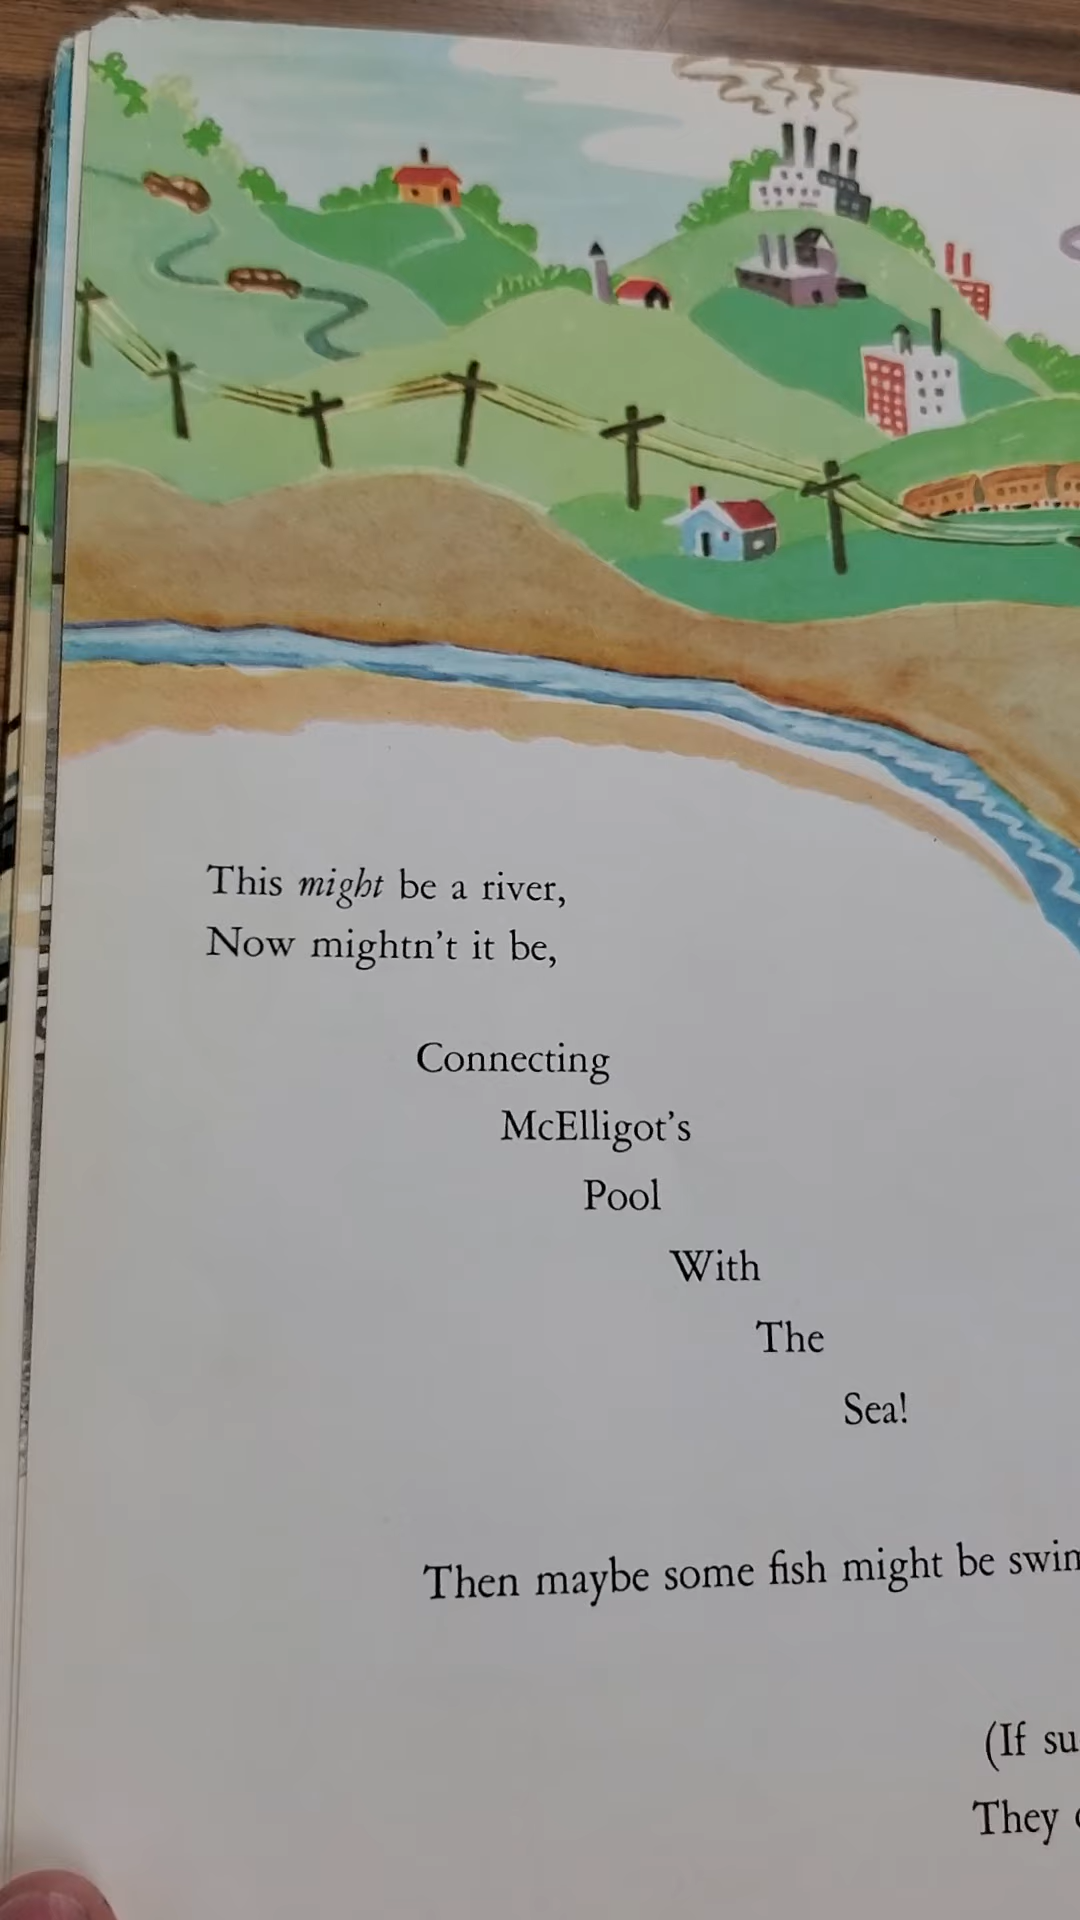 This might be a river,
Now mightn't it be,
Connecting
McElligot's
Pool
With
The
Sea!
Then maybe some fish might be
(If
They